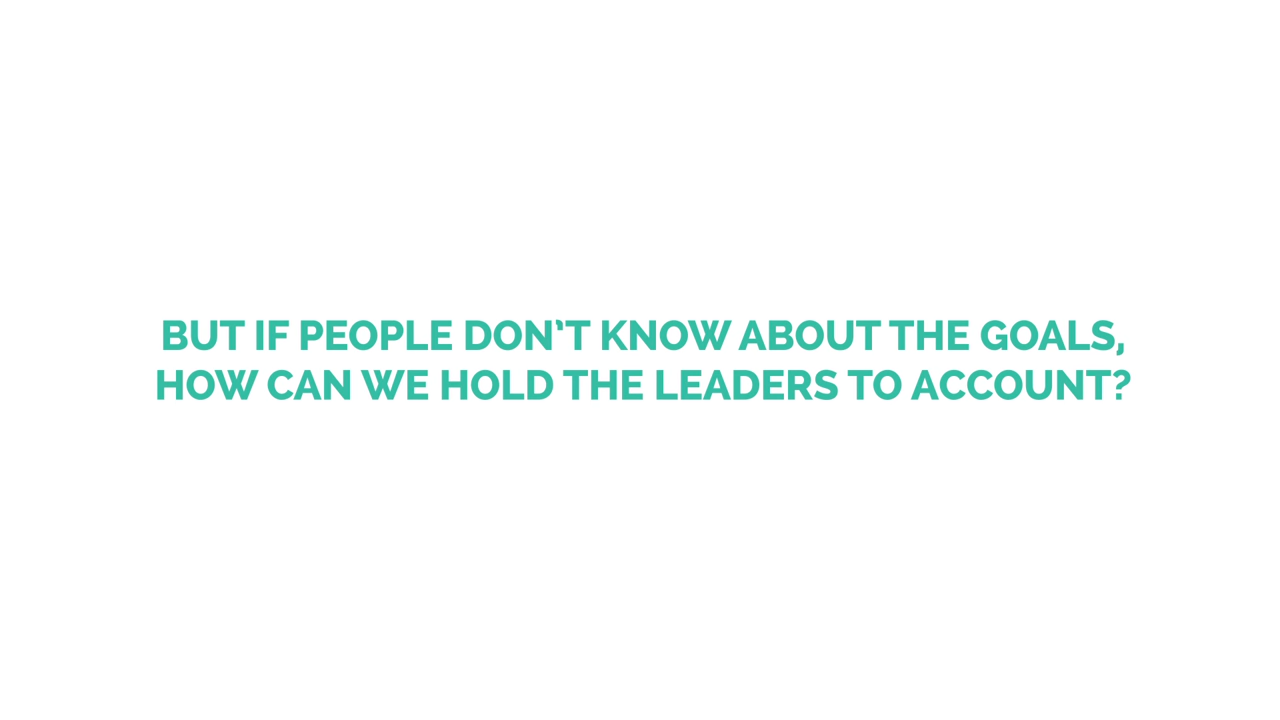 BUT IF PEOPLE DON’T KNOW ABOUT THE GOALS,
HOW CAN WE HOLD THE LEADERS TO ACCOUNT?